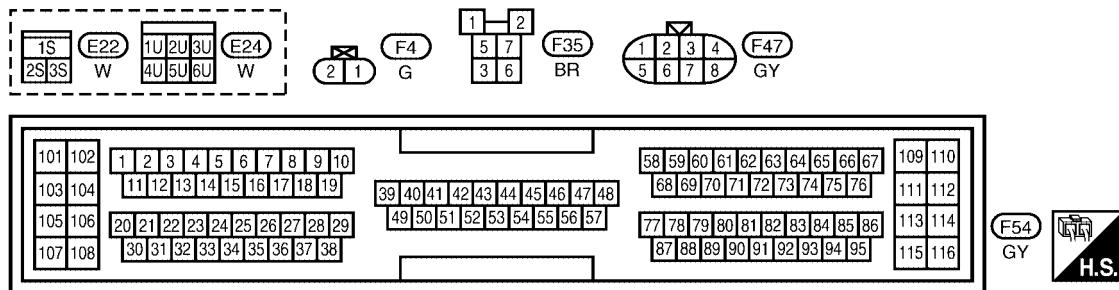 1S
2S 3S
E22
W
1U 2U 3U
4U 5U 6U
E24
W
2 1
F4
G
1 2
5 7
3 6
F35
BR
1 2 3 4
5 6 7 8
F47
GY
101 102
103 104
105 106
107 108
1 2 3 4 5 6 7 8 9 10
11 12 13 14 15 16 17 18 19
20 21 22 23 24 25 26 27 28 29
30 31 32 33 34 35 36 37 38
39 40 41 42 43 44 45 46 47 48
49 50 51 52 53 54 55 56 57
58 59 60 61 62 63 64 65 66 67
68 69 70 71 72 73 74 75 76
77 78 79 80 81 82 83 84 85 86
87 88 89 90 91 92 93 94 95
109 110
111 112
113 114
115 116
F54
GY
H.S.